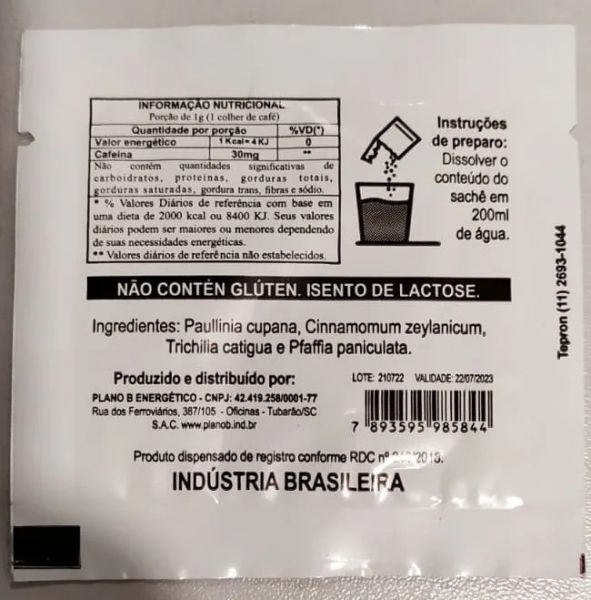 INFORMAÇÃO NUTRICIONAL
Porção de 1g (1 colher de café)
Quantidade por porção %VD(*)
Valor energético 1 Kcal= 4 KJ 0
Cafeína 30mg **
Não contém quantidades significativas de
carboidratos, proteínas, gorduras totais,
gorduras saturadas, gordura trans, fibras e sódio.
* % Valores Diários de referência com base em
uma dieta de 2000 kcal ou 8400 KJ. Seus valores
diários podem ser maiores ou menores dependendo
de suas necessidades energéticas.
** Valores diários de referência não estabelecidos.
Instruções
de preparo:
Dissolver o
conteúdo do
sachê em
200ml
de água.
Tepron (11) 2693-1044
NÃO CONTÉN GLÚTEN. ISENTO DE LACTOSE.
Ingredientes: Paullinia cupana, Cinnamomum zeylanicum,
Trichilia catigua e Pfaffia paniculata.
Produzido e distribuído por:
PLANO B ENERGÉTICO - CNPJ: 42.419.258/0001-77
Rua dos Ferroviários, 387/105 - Oficinas - Tubarão/SC
S.A.C. www.planob.ind.br
LOTE: 210722 VALIDADE: 22/07/2023
7 893595 985844
Produto dispensado de registro conforme RDC nº
INDÚSTRIA BRASILEIRA